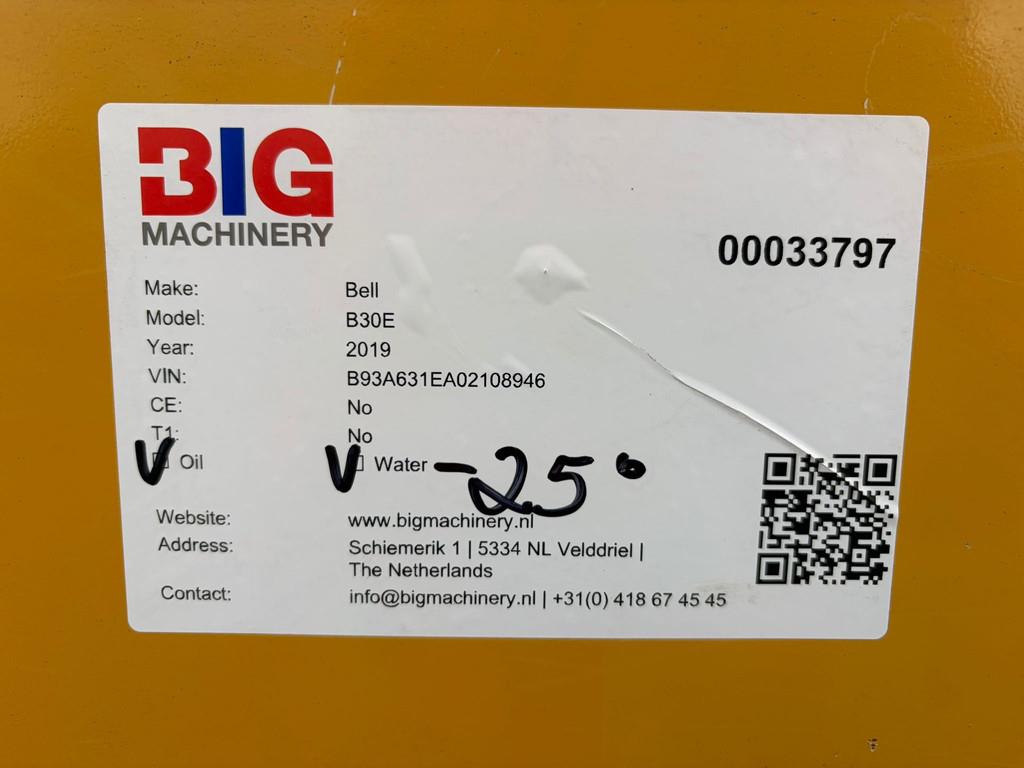 BIG
MACHINERY
00033797
Make: Bell
Model: B30E
Year: 2019
VIN: B93A631EA02108946
CE: No
T1: No
V Oil V Water -25°
Website: www.bigmachinery.nl
Address: Schiemerik 1 | 5334 NL Velddriel |
The Netherlands
Contact: info@bigmachinery.nl | +31(0) 418 67 45 45